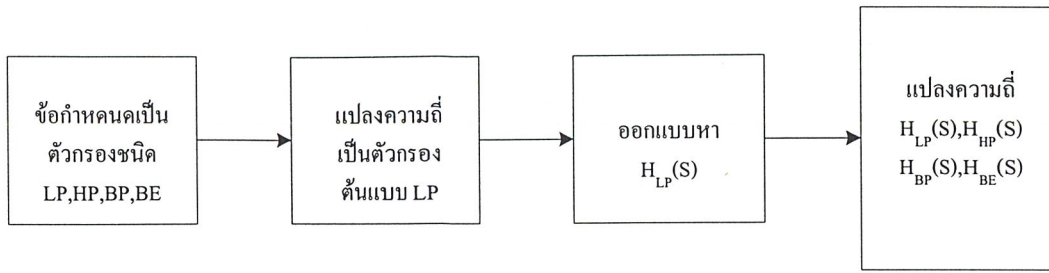 ข้อกำหดนดเป็น
ตัวกรองชนิด
LP,HP,BP,BE
แปลงความถี่
เป็นตัวกรอง
ต้นแบบ LP
ออกแบบหา
H_LP(S)
แปลงความถี่
H_LP(S),H_HP(S)
H_BP(S),H_BE(S)